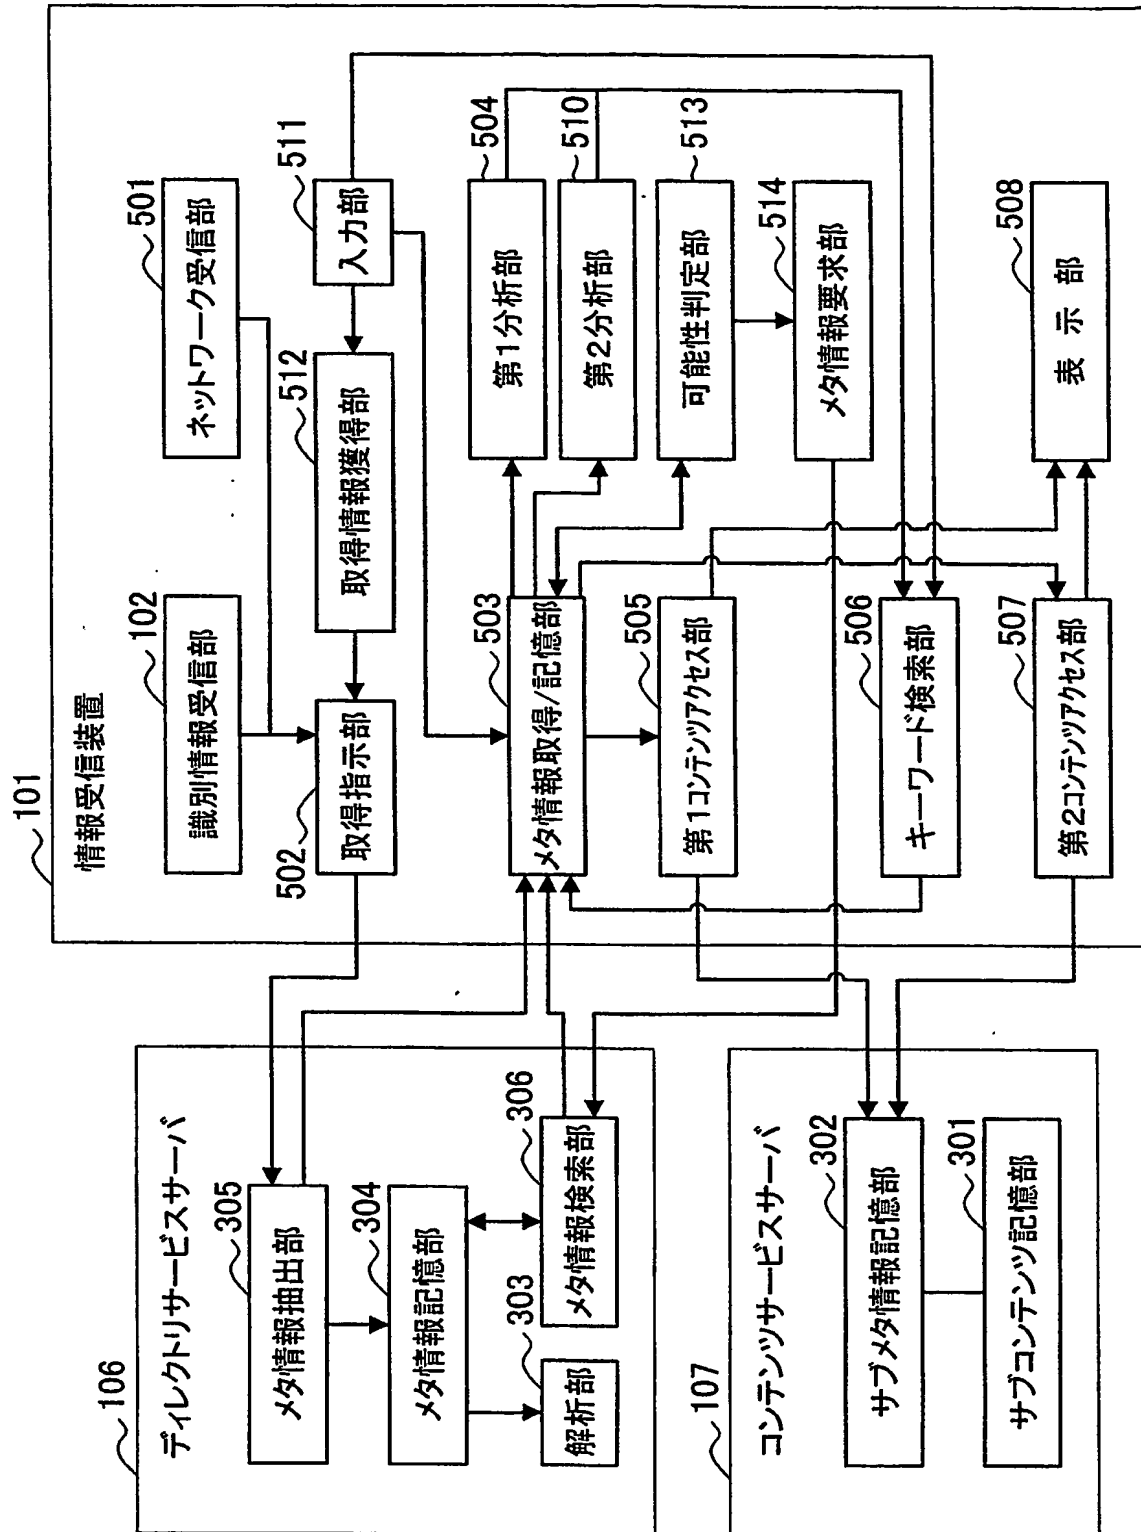 101
情報受信装置
102
識別情報受信部
501
ネットワーク受信部
502
取得指示部
512
取得情報獲得部
511
入力部
503
メタ情報取得/記憶部
504
第1分析部
510
第2分析部
505
第1コンテンツアクセス部
513
可能性判定部
514
メタ情報要求部
506
キーワード検索部
507
第2コンテンツアクセス部
508
表示部
106
ディレクトリサービスサーバ
305
メタ情報抽出部
304
メタ情報記憶部
303
解析部
306
メタ情報検索部
107
コンテンツサービスサーバ
302
サブメタ情報記憶部
301
サブコンテンツ記憶部